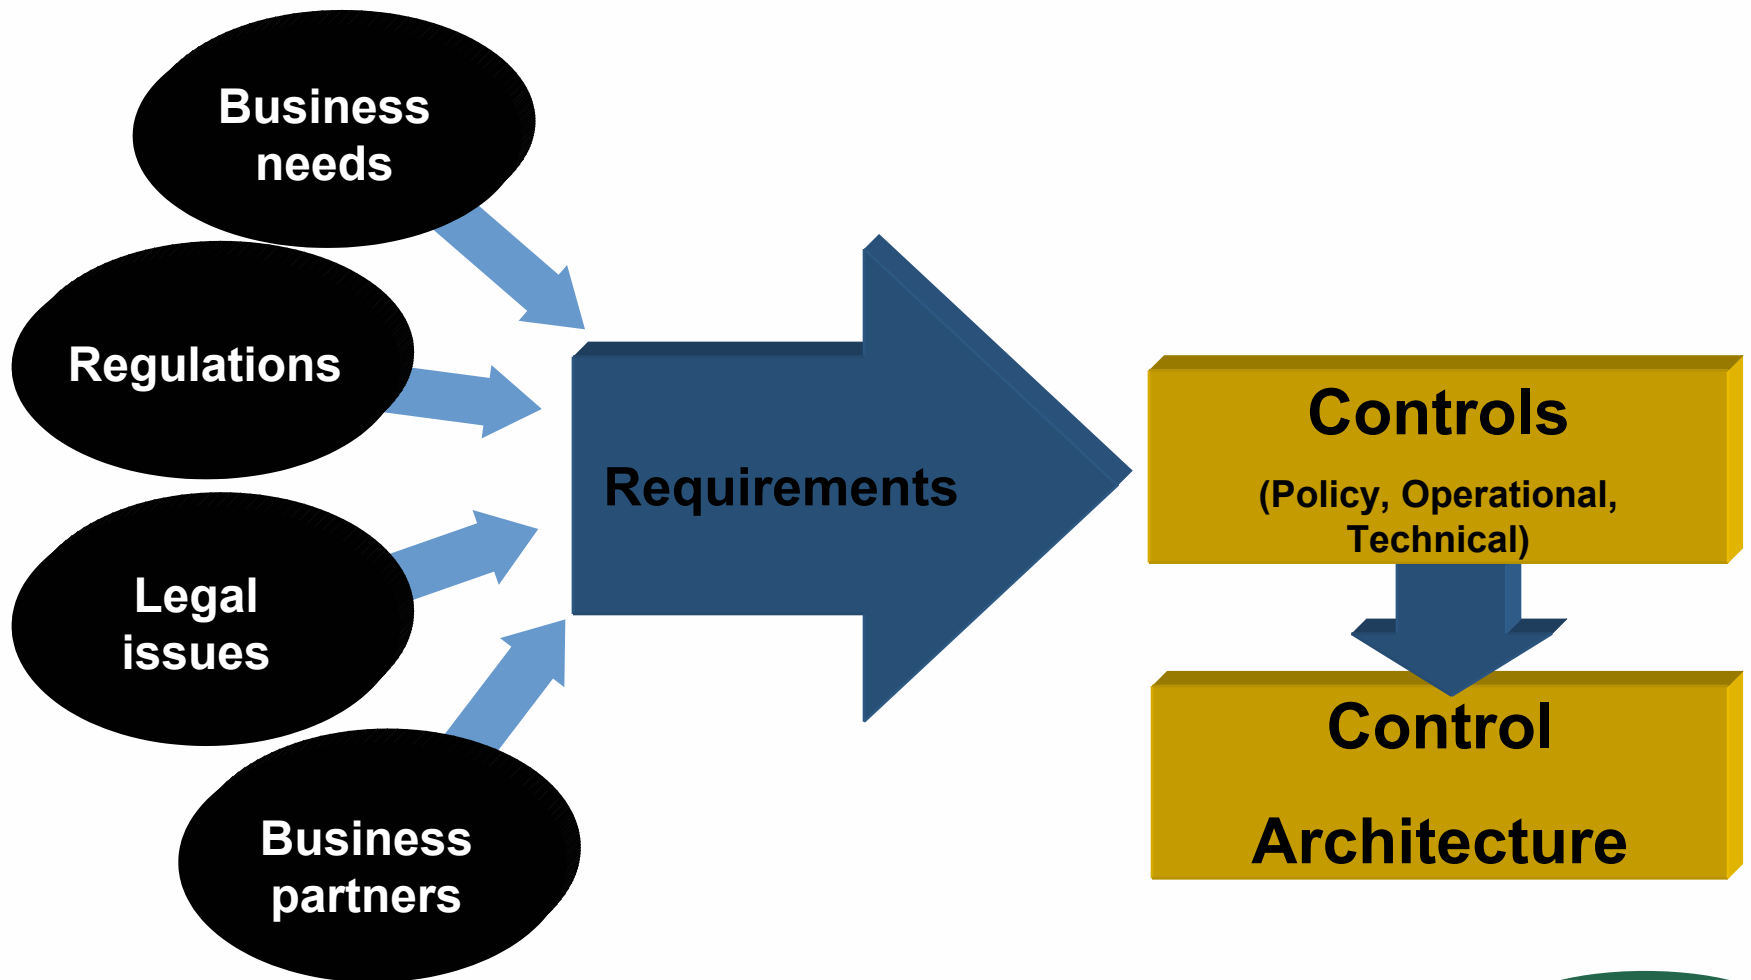 Business
needs
Regulations
Legal
issues
Business
partners
Requirements
Controls
(Policy, Operational,
Technical)
Control
Architecture